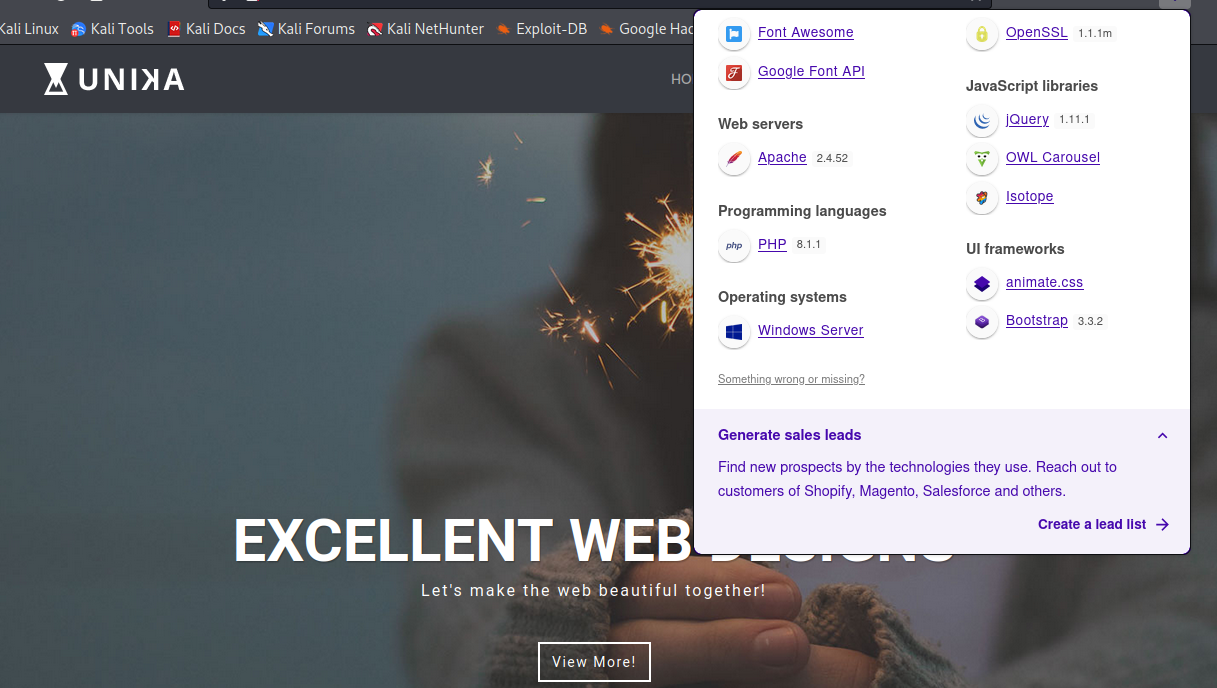 Kali Linux Kali Tools Kali Docs Kali Forums Kali NetHunter Exploit-DB Google Hac
UNIKA
HO
Font Awesome
Google Font API
Web servers
Apache 2.4.52
Programming languages
php PHP 8.1.1
Operating systems
Windows Server
Something wrong or missing?
OpenSSL 1.1.1m
JavaScript libraries
jQuery 1.11.1
OWL Carousel
Isotope
UI frameworks
animate.css
Bootstrap 3.3.2
Generate sales leads
Find new prospects by the technologies they use. Reach out to
customers of Shopify, Magento, Salesforce and others.
Create a lead list
EXCELLENT WEB DESIGNS
Let's make the web beautiful together!
View More!